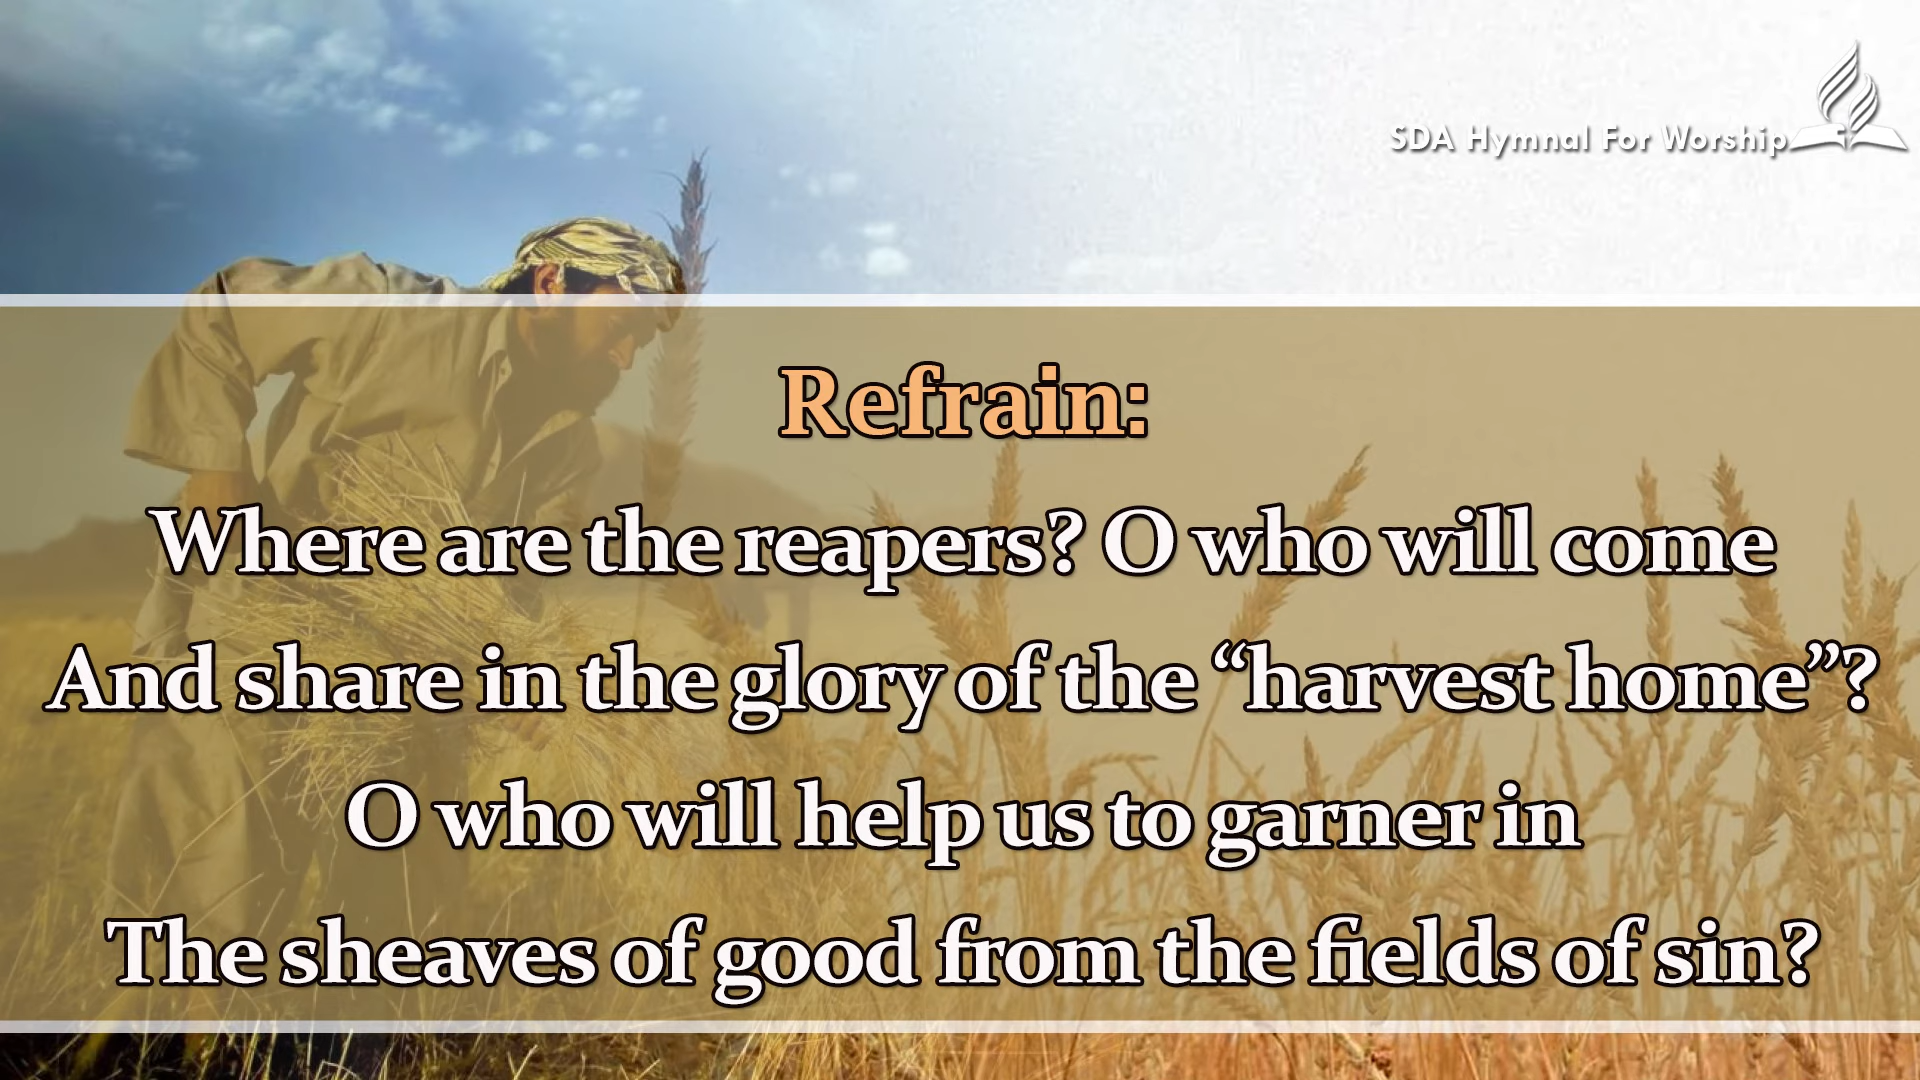 SDA Hymnal For Worship
Refrain:
Where are the reapers? O who will come
And share in the glory of the “harvest home”?
O who will help us to garner in
The sheaves of good from the fields of sin?